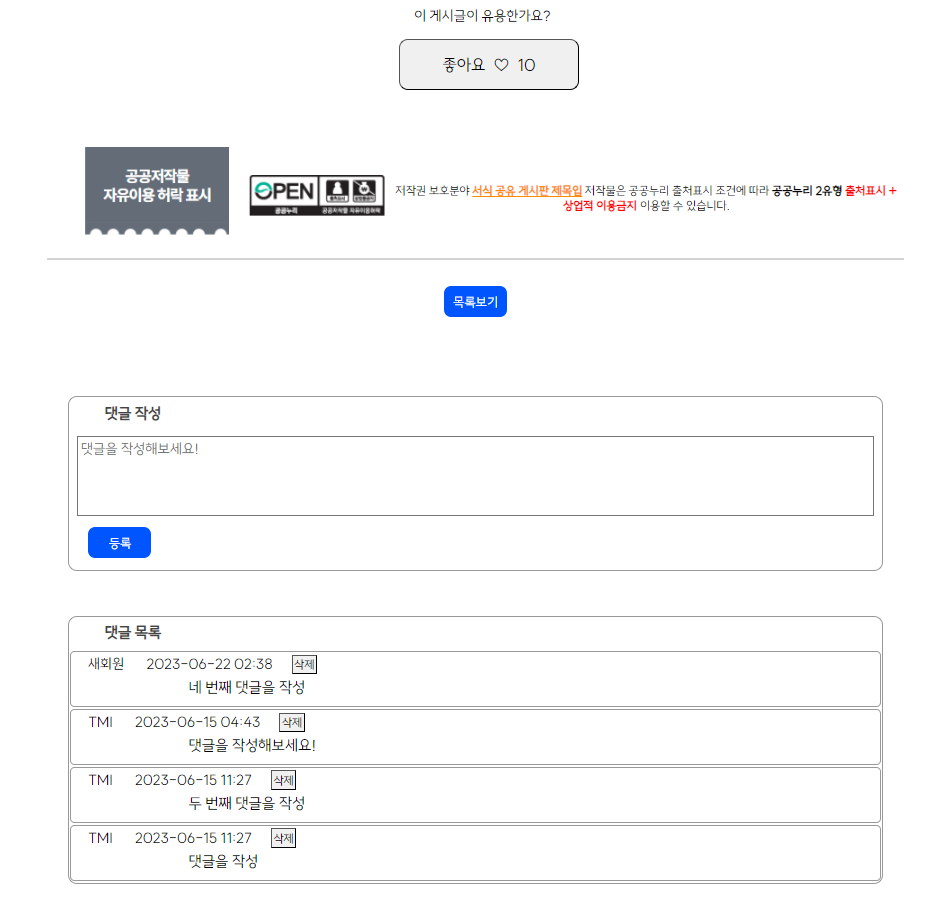 이 게시글이 유용한가요?
좋아요 ♡ 10
공공저작물
자유이용 허락 표시
OPEN
공공누리 공공저작물 자유이용허락
저작권 보호분야 서식 공유 게시판 제목입 저작물은 공공누리 출처표시 조건에 따라 공공누리 2유형 출처표시 +
상업적 이용금지 이용할 수 있습니다.
목록보기
댓글 작성
댓글을 작성해보세요!
등록
댓글 목록
새회원 2023-06-22 02:38 삭제
네 번째 댓글을 작성
TMI 2023-06-15 04:43 삭제
댓글을 작성해보세요!
TMI 2023-06-15 11:27 삭제
두 번째 댓글을 작성
TMI 2023-06-15 11:27 삭제
댓글을 작성